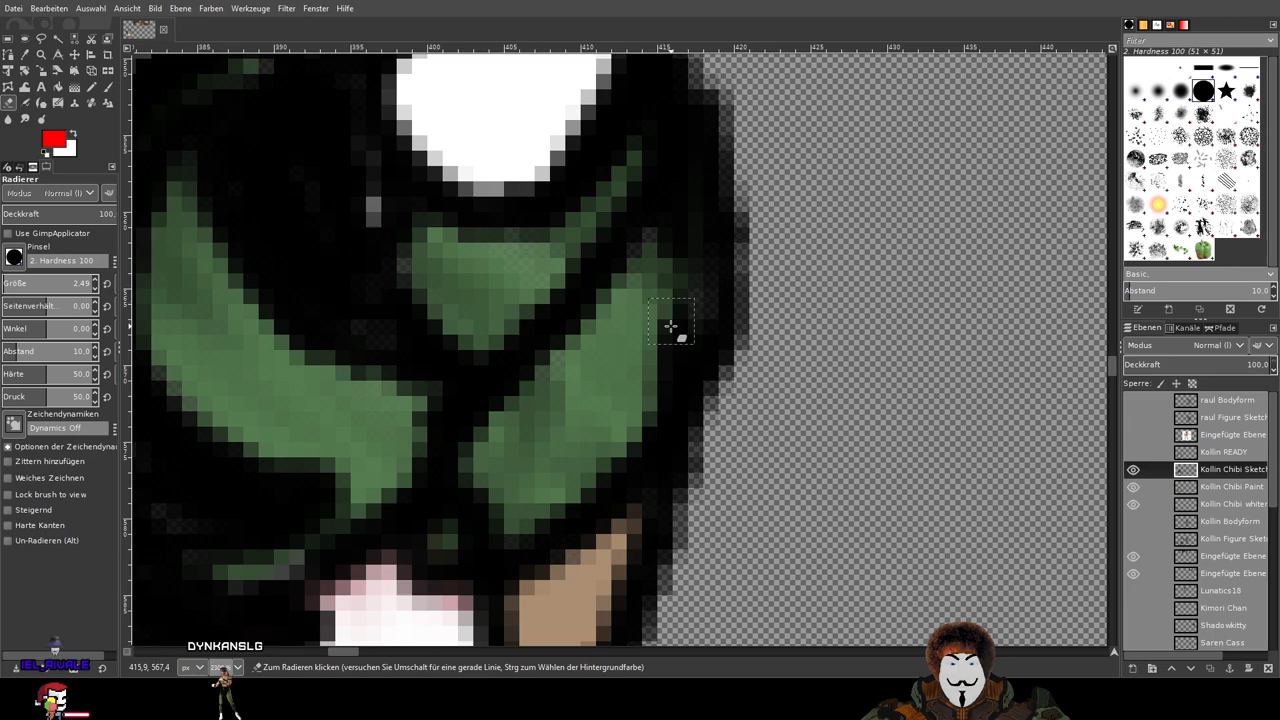 Datei Bearbeiten Auswahl Ansicht Bild Ebene Farben Werkzeuge Filter Fenster Hilfe
385 390 395 400 405 410 415 420 425 430 435 440
Filter
2. Hardness 100 (51 × 51)
Radierer
Modus Normal (l)
Deckkraft 100,
Use GimpApplicator
Pinsel
2. Hardness 100
Größe 2,49
Seitenverhält... 0,00
Winkel 0,00
Abstand 10,0
Härte 50,0
Druck 50,0
Zeichendynamiken
Dynamics Off
Optionen der Zeichendynar
Zittern hinzufügen
Weiches Zeichnen
Lock brush to view
Steigernd
Harte Kanten
Un-Radieren (Alt)
Basic,
Abstand 10,0
Ebenen Kanäle Pfade
Modus Normal (l)
Deckkraft 100,0
Sperre:
raul Bodyform
raul Figure Sketch
Eingefügte Ebene
Kollin READY
Kollin Chibi Sketch
Kollin Chibi Paint
Kollin Chibi whiter
Kollin Bodyform
Kollin Figure Sket
Eingefügte Ebene
Eingefügte Ebene
Lunatics18
Kimori Chan
Shadowkitty
Saren Cass
DYNKANSLG
415,9, 567,4 px Zum Radieren klicken (versuchen Sie Umschalt für eine gerade Linie, Strg zum Wählen der Hintergrundfarbe)